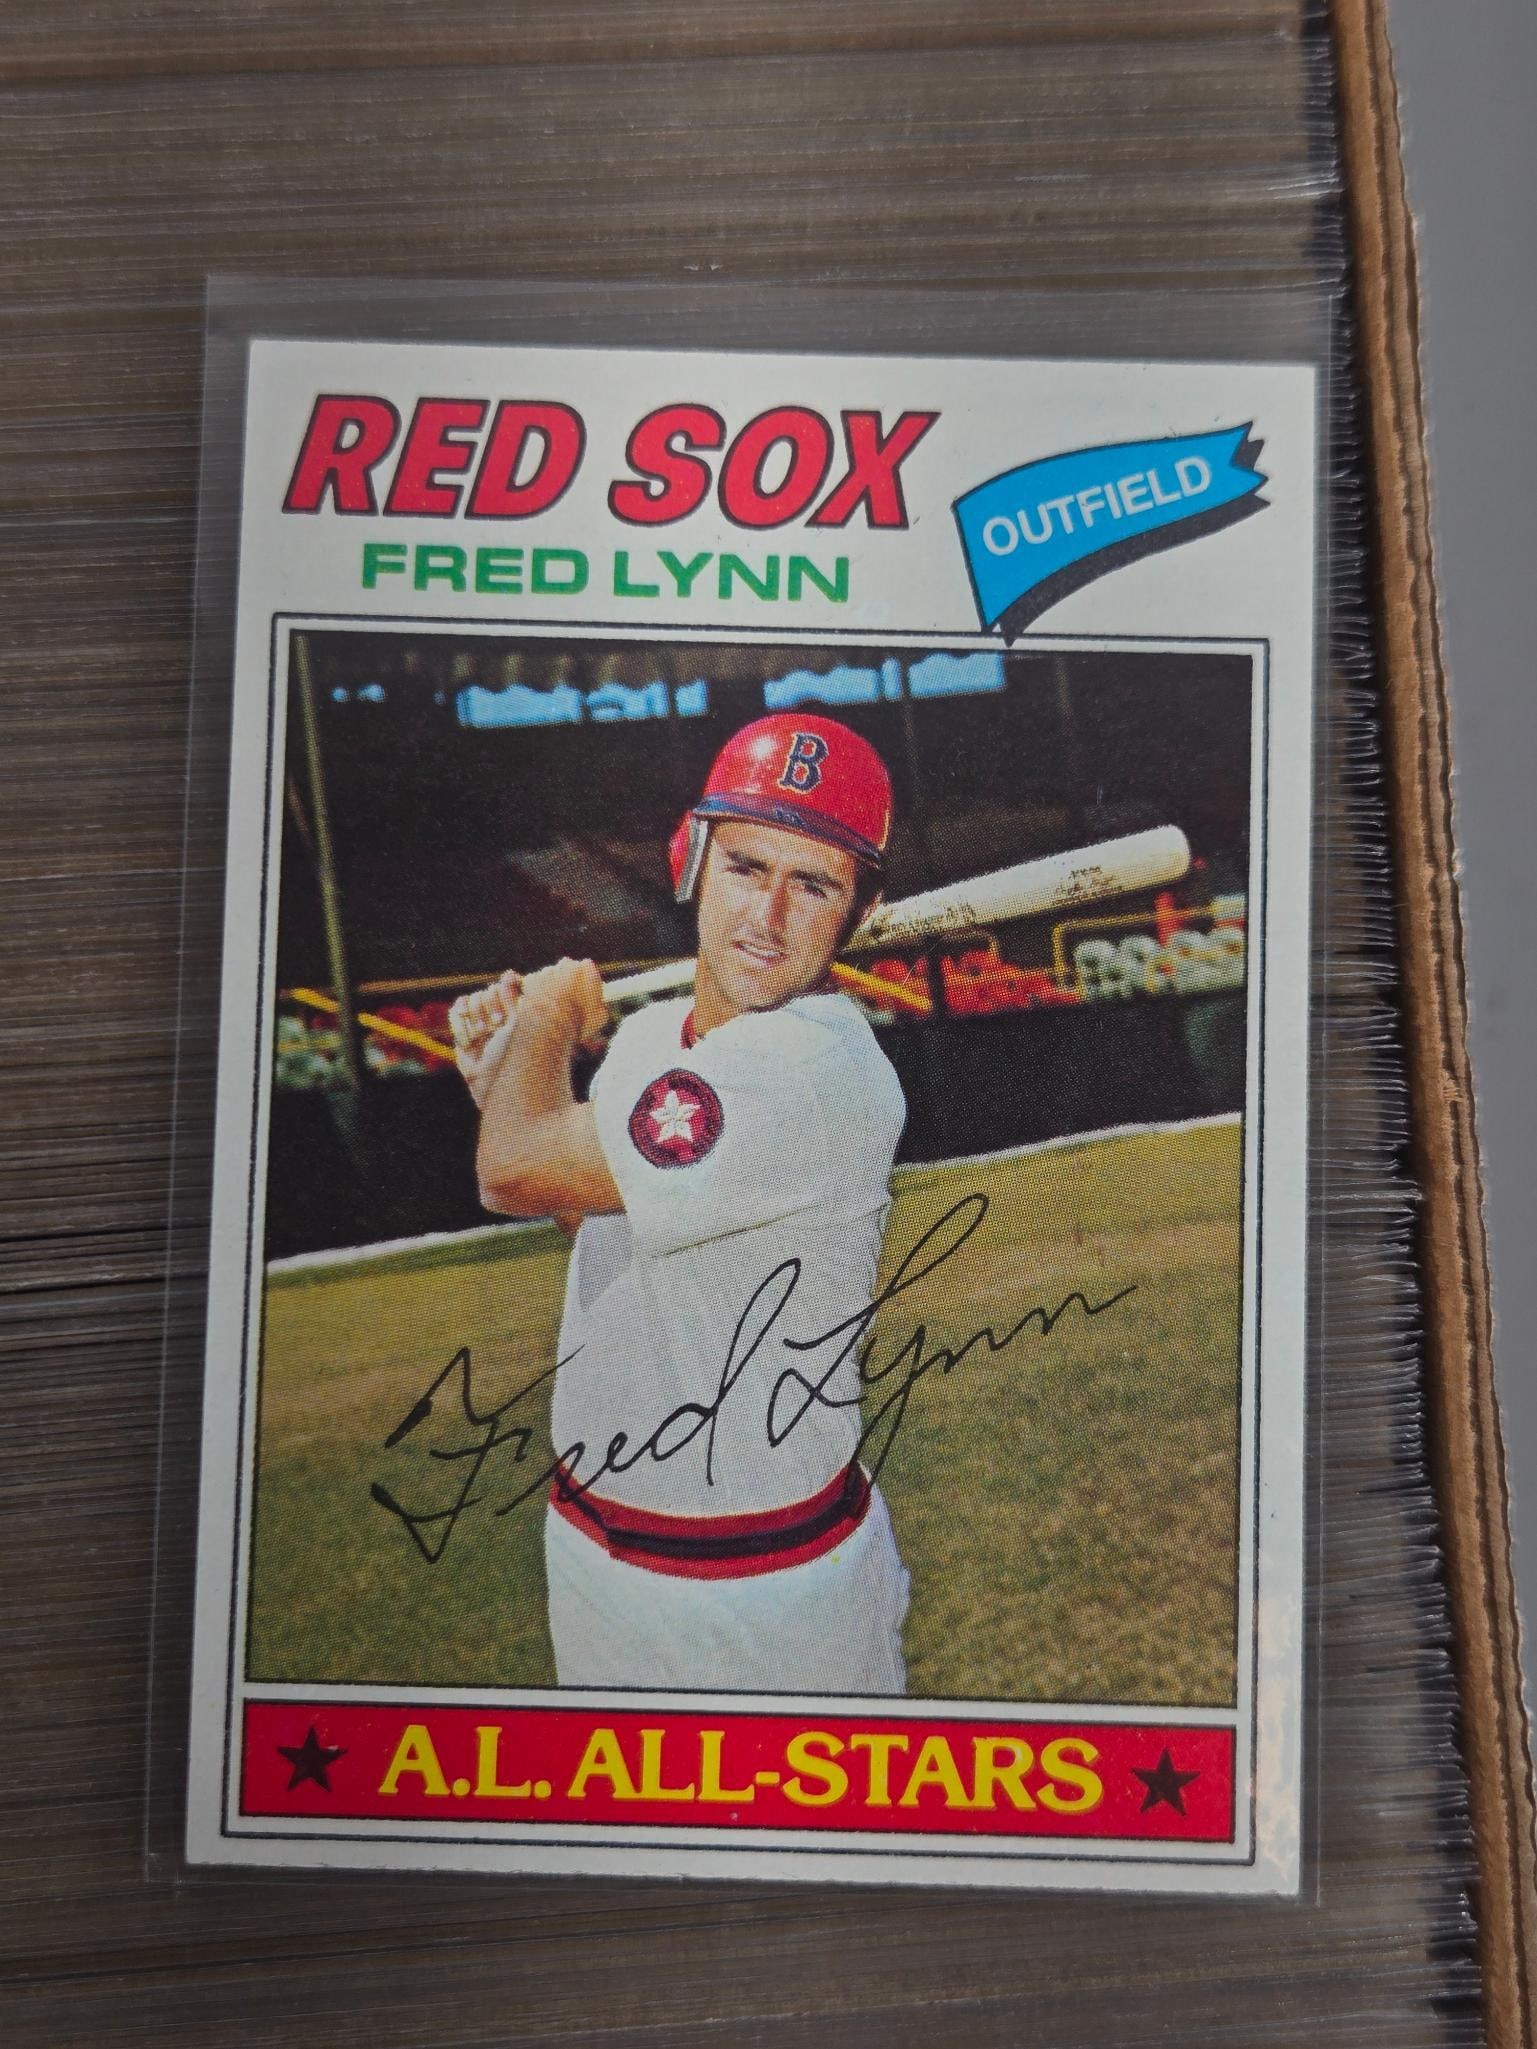 RED SOX
FRED LYNN
OUTFIELD
B
Fred Lynn
★ A.L. ALL-STARS ★